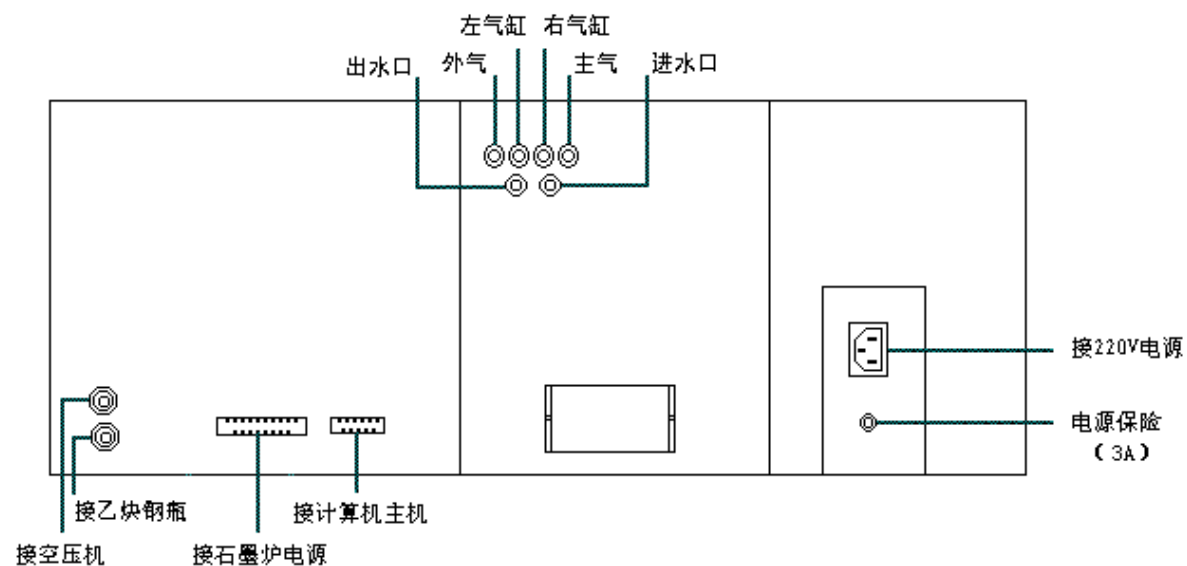 左气缸 右气缸
出水口 外气 主气 进水口
接220V电源
电源保险
（3A）
接乙炔钢瓶 接计算机主机
接空压机 接石墨炉电源